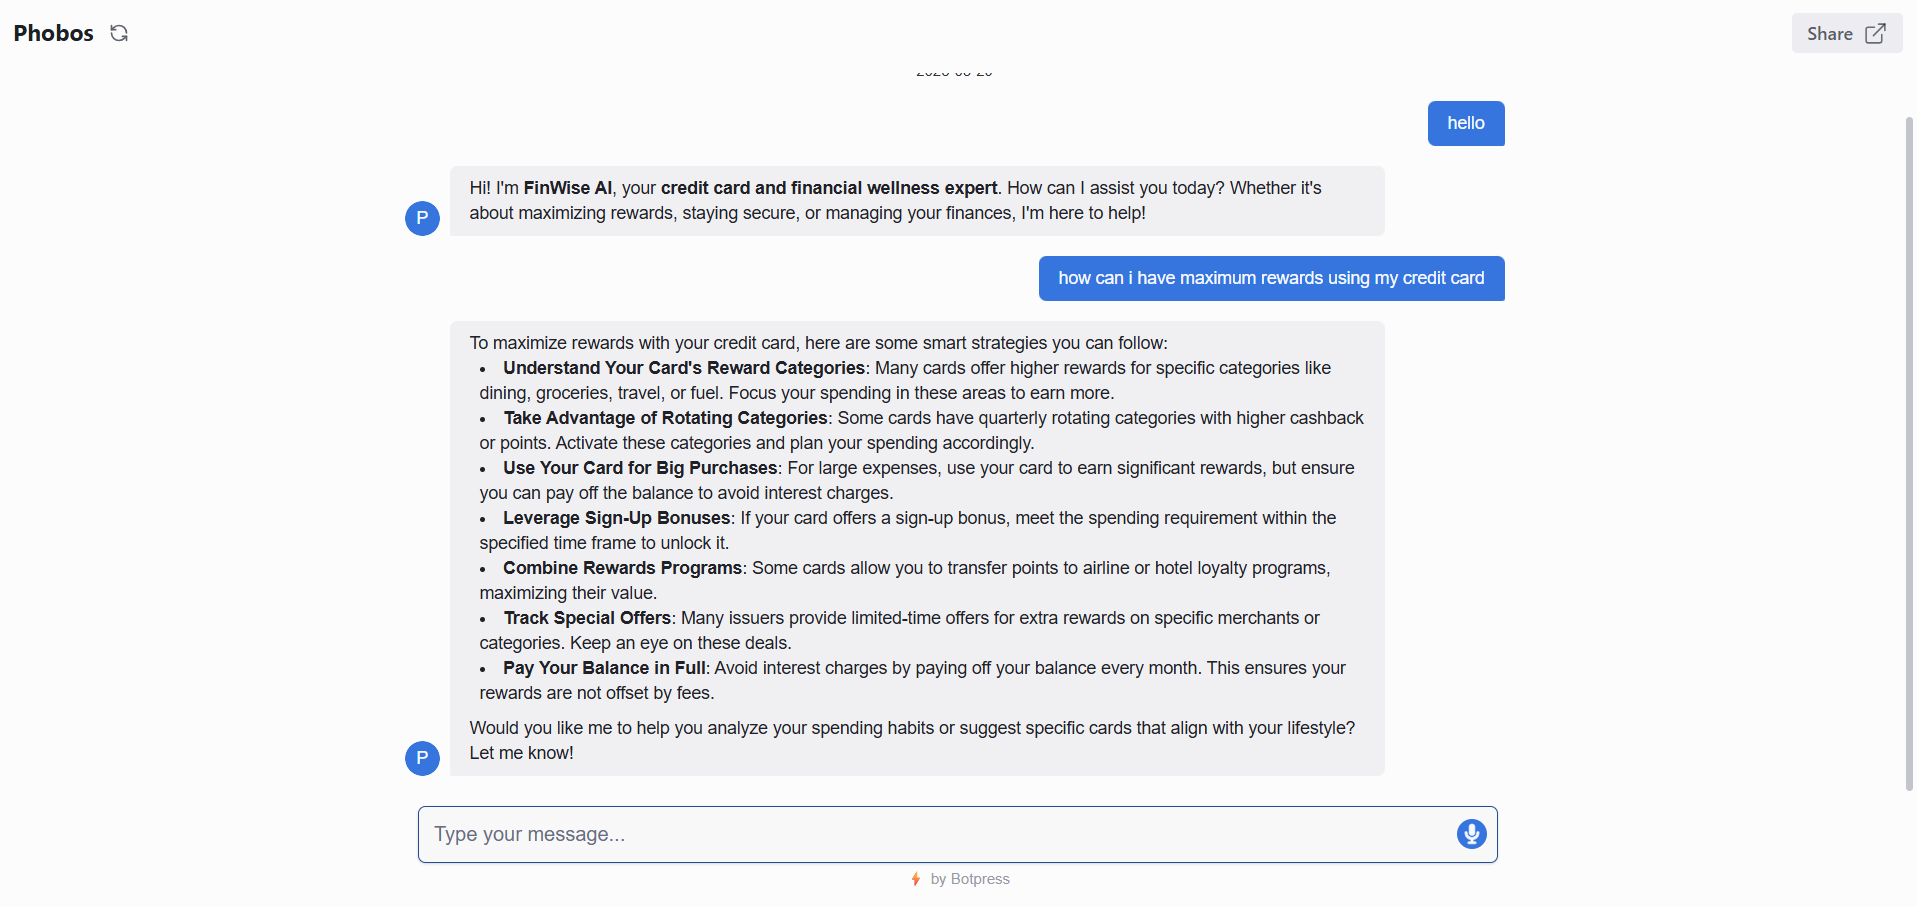 Phobos
Share
hello
Hi! I'm FinWise AI, your credit card and financial wellness expert. How can I assist you today? Whether it's
about maximizing rewards, staying secure, or managing your finances, I'm here to help!
P
how can i have maximum rewards using my credit card
To maximize rewards with your credit card, here are some smart strategies you can follow:
• Understand Your Card's Reward Categories: Many cards offer higher rewards for specific categories like
dining, groceries, travel, or fuel. Focus your spending in these areas to earn more.
• Take Advantage of Rotating Categories: Some cards have quarterly rotating categories with higher cashback
or points. Activate these categories and plan your spending accordingly.
• Use Your Card for Big Purchases: For large expenses, use your card to earn significant rewards, but ensure
you can pay off the balance to avoid interest charges.
• Leverage Sign-Up Bonuses: If your card offers a sign-up bonus, meet the spending requirement within the
specified time frame to unlock it.
• Combine Rewards Programs: Some cards allow you to transfer points to airline or hotel loyalty programs,
maximizing their value.
• Track Special Offers: Many issuers provide limited-time offers for extra rewards on specific merchants or
categories. Keep an eye on these deals.
• Pay Your Balance in Full: Avoid interest charges by paying off your balance every month. This ensures your
rewards are not offset by fees.
Would you like me to help you analyze your spending habits or suggest specific cards that align with your lifestyle?
Let me know!
P
Type your message...
by Botpress